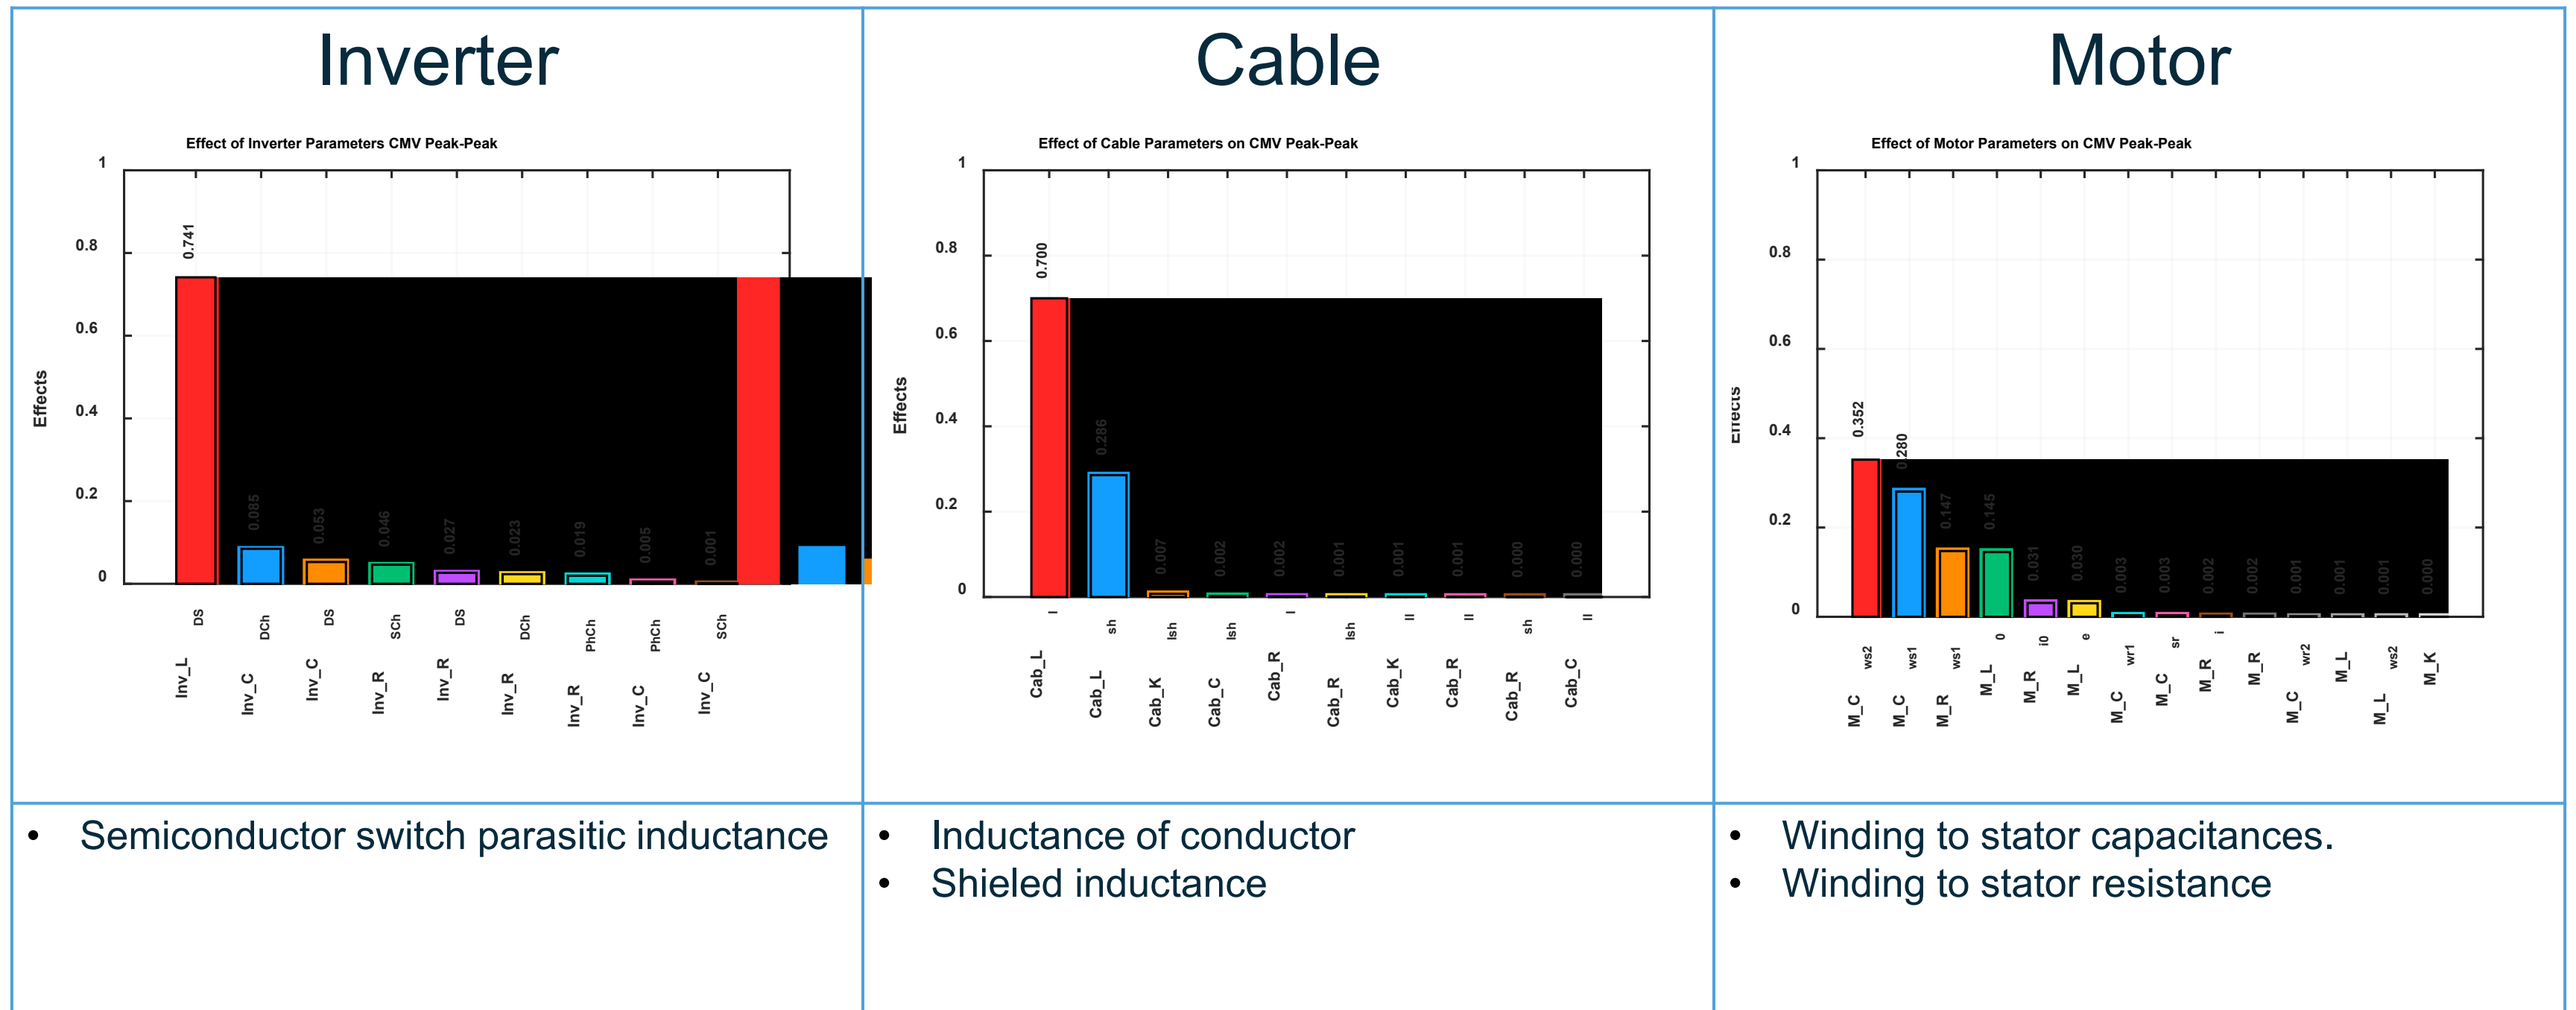 Inverter
Effect of Inverter Parameters CMV Peak-Peak
Effects
1
0.8
0.6
0.4
0.2
0
0.741
0.085
0.053
0.046
0.027
0.023
0.019
0.005
0.001
Inv_L DS
Inv_C DCh
Inv_C DS
Inv_R SCh
Inv_R DS
Inv_R DCh
Inv_R PhCh
Inv_C PhCh
Inv_C SCh
• Semiconductor switch parasitic inductance
Cable
Effect of Cable Parameters on CMV Peak-Peak
Effects
1
0.8
0.6
0.4
0.2
0
0.700
0.286
0.007
0.002
0.002
0.001
0.001
0.001
0.000
0.000
Cab_L l
Cab_L sh
Cab_K lsh
Cab_C lsh
Cab_R l
Cab_R lsh
Cab_K ll
Cab_R ll
Cab_R sh
Cab_C ll
• Inductance of conductor
• Shieled inductance
Motor
Effect of Motor Parameters on CMV Peak-Peak
Effects
1
0.8
0.6
0.4
0.2
0
0.352
0.280
0.147
0.145
0.031
0.030
0.003
0.003
0.002
0.002
0.001
0.001
0.001
0.000
M_C ws2
M_C ws1
M_R ws1
M_L 0
M_R i0
M_L e
M_C wr1
M_C sr
M_R i
M_R
M_C wr2
M_L
M_L ws2
M_K
• Winding to stator capacitances.
• Winding to stator resistance